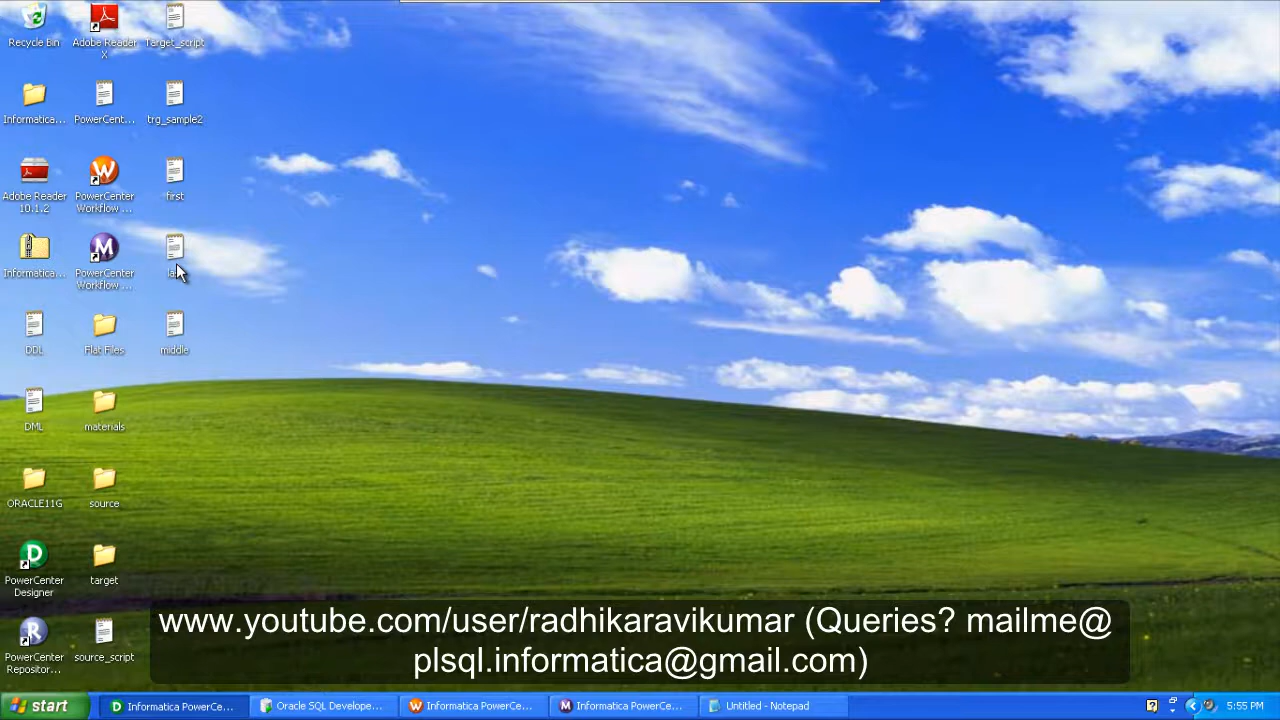 Recycle Bin
Adobe Reader
X
Target_script
Informatica...
PowerCent...
trg_sample2
Adobe Reader
10.1.2
PowerCenter
Workflow ...
first
Informatica...
PowerCenter
Workflow ...
DDL
Flat Files
middle
DML
materials
ORACLE11G
source
PowerCenter
Designer
target
PowerCenter
Repositor...
source_script
www.youtube.com/user/radhikaravikumar (Queries? mailme@
plsql.informatica@gmail.com)
start
Informatica PowerCe...
Oracle SQL Develope...
Informatica PowerCe...
Informatica PowerCe...
Untitled - Notepad
5:55 PM